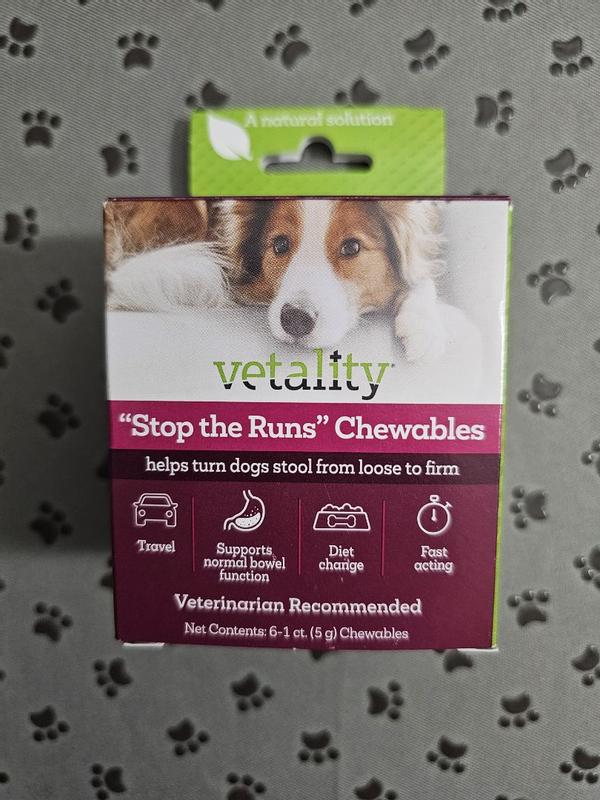 A natural solution
vetality
"Stop the Runs" Chewables
helps turn dogs stool from loose to firm
Travel
Supports
normal bowel
function
Diet
change
Fast
acting
Veterinarian Recommended
Net Contents: 6-1 ct. (5 g) Chewables